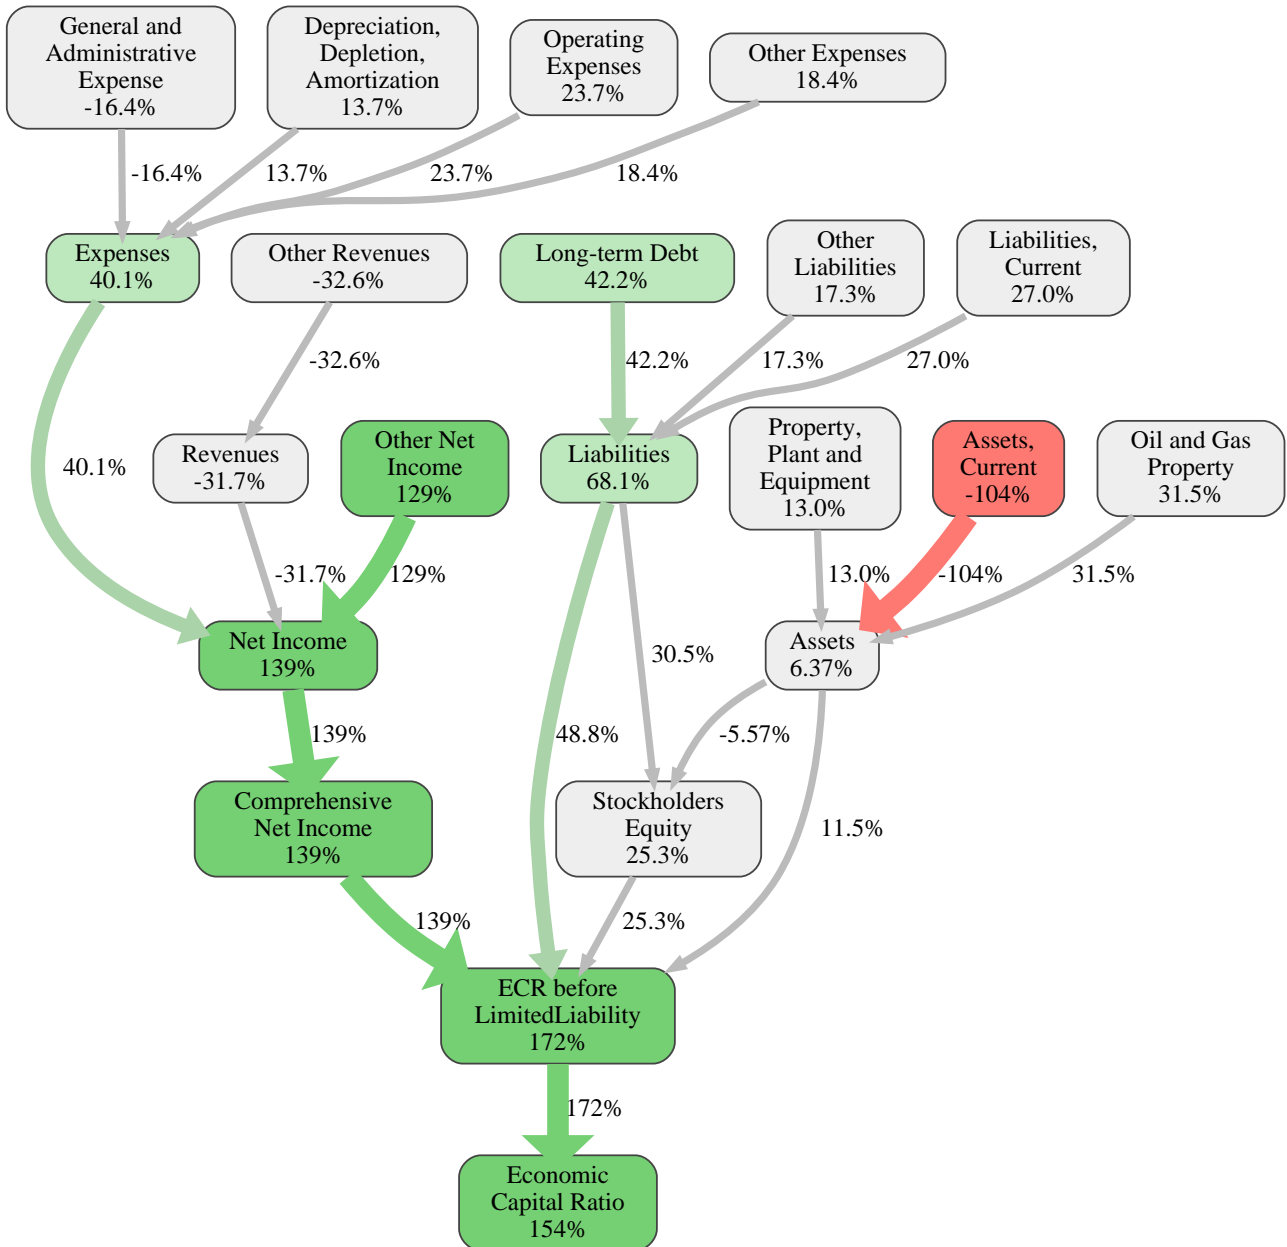 General and
Administrative
Expense
-16.4%
Depreciation,
Depletion,
Amortization
13.7%
Operating
Expenses
23.7%
Other Expenses
18.4%
-16.4%
13.7%
23.7%
18.4%
Expenses
40.1%
Other Revenues
-32.6%
Long-term Debt
42.2%
Other
Liabilities
17.3%
Liabilities,
Current
27.0%
-32.6%
42.2%
17.3%
27.0%
40.1%
Revenues
-31.7%
Other Net
Income
129%
Liabilities
68.1%
Property,
Plant and
Equipment
13.0%
Assets,
Current
-104%
Oil and Gas
Property
31.5%
-31.7%
129%
13.0%
-104%
31.5%
Net Income
139%
30.5%
Assets
6.37%
139%
48.8%
-5.57%
Comprehensive
Net Income
139%
Stockholders
Equity
25.3%
11.5%
139%
25.3%
ECR before
LimitedLiability
172%
172%
Economic
Capital Ratio
154%